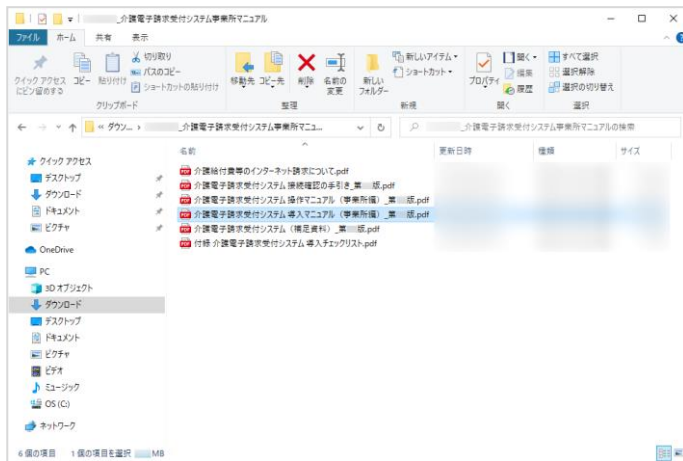 _介護電子請求受付システム事業所マニュアル
ファイル ホーム 共有 表示
クイック アクセスにピン留めする
コピー
貼り付け
切り取り
パスのコピー
ショートカットの貼り付け
クリップボード
移動先 コピー先 削除 名前の変更
整理
新しいフォルダー
新しいアイテム
ショートカット
新規
プロパティ
開く
編集
履歴
開く
すべて選択
選択解除
選択の切り替え
選択
« ダウン... › _介護電子請求受付システム事業所マニュ...
_介護電子請求受付システム事業所マニュアルの検索
名前 更新日時 種類 サイズ
クイック アクセス
デスクトップ
ダウンロード
ドキュメント
ピクチャ
OneDrive
PC
3D オブジェクト
ダウンロード
デスクトップ
ドキュメント
ピクチャ
ビデオ
ミュージック
OS (C:)
ネットワーク
介護給付費等のインターネット請求について.pdf
介護電子請求受付システム 接続確認の手引き_第 版.pdf
介護電子請求受付システム 操作マニュアル（事業所編）_第 版.pdf
介護電子請求受付システム 導入マニュアル（事業所編）_第 版.pdf
介護電子請求受付システム（補足資料）_第 版.pdf
付録 介護電子請求受付システム 導入チェックリスト.pdf
6 個の項目 1 個の項目を選択 MB